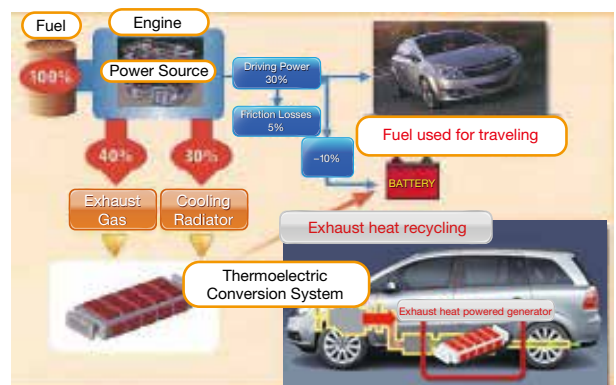 Fuel
Engine
100%
Power Source
Driving Power
30%
Friction Losses
5%
Fuel used for traveling
40%
30%
~10%
BATTERY
Exhaust
Gas
Cooling
Radiator
Exhaust heat recycling
Thermoelectric
Conversion System
Exhaust heat powered generator